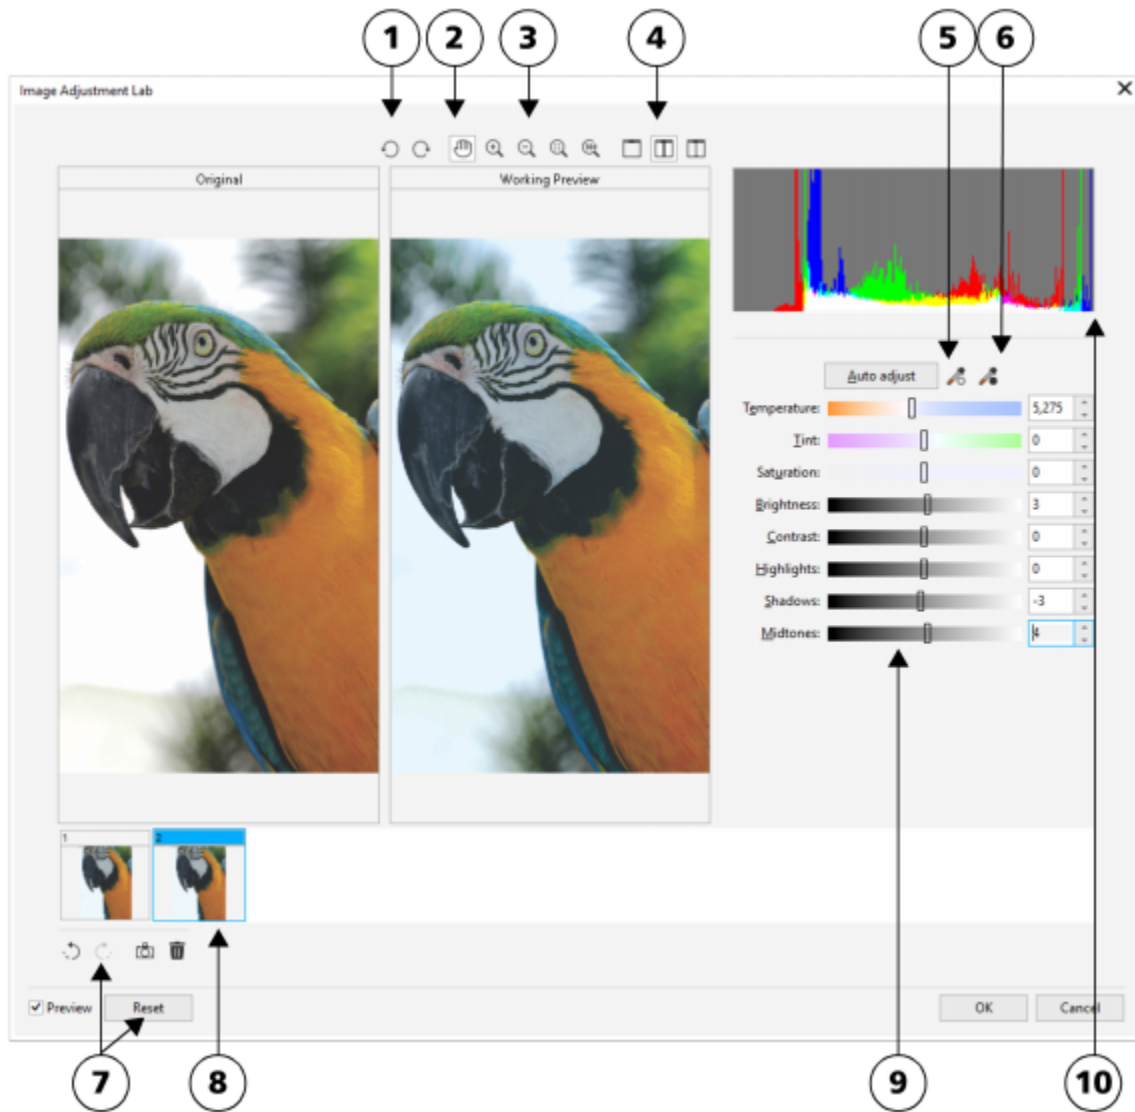 1 2 3 4 5 6
Image Adjustment Lab
Original
Working Preview
Auto adjust
Temperature: 5,275
Tint: 0
Saturation: 0
Brightness: 3
Contrast: 0
Highlights: 0
Shadows: -3
Midtones: 4
1 2
Preview Reset OK Cancel
7 8 9 10